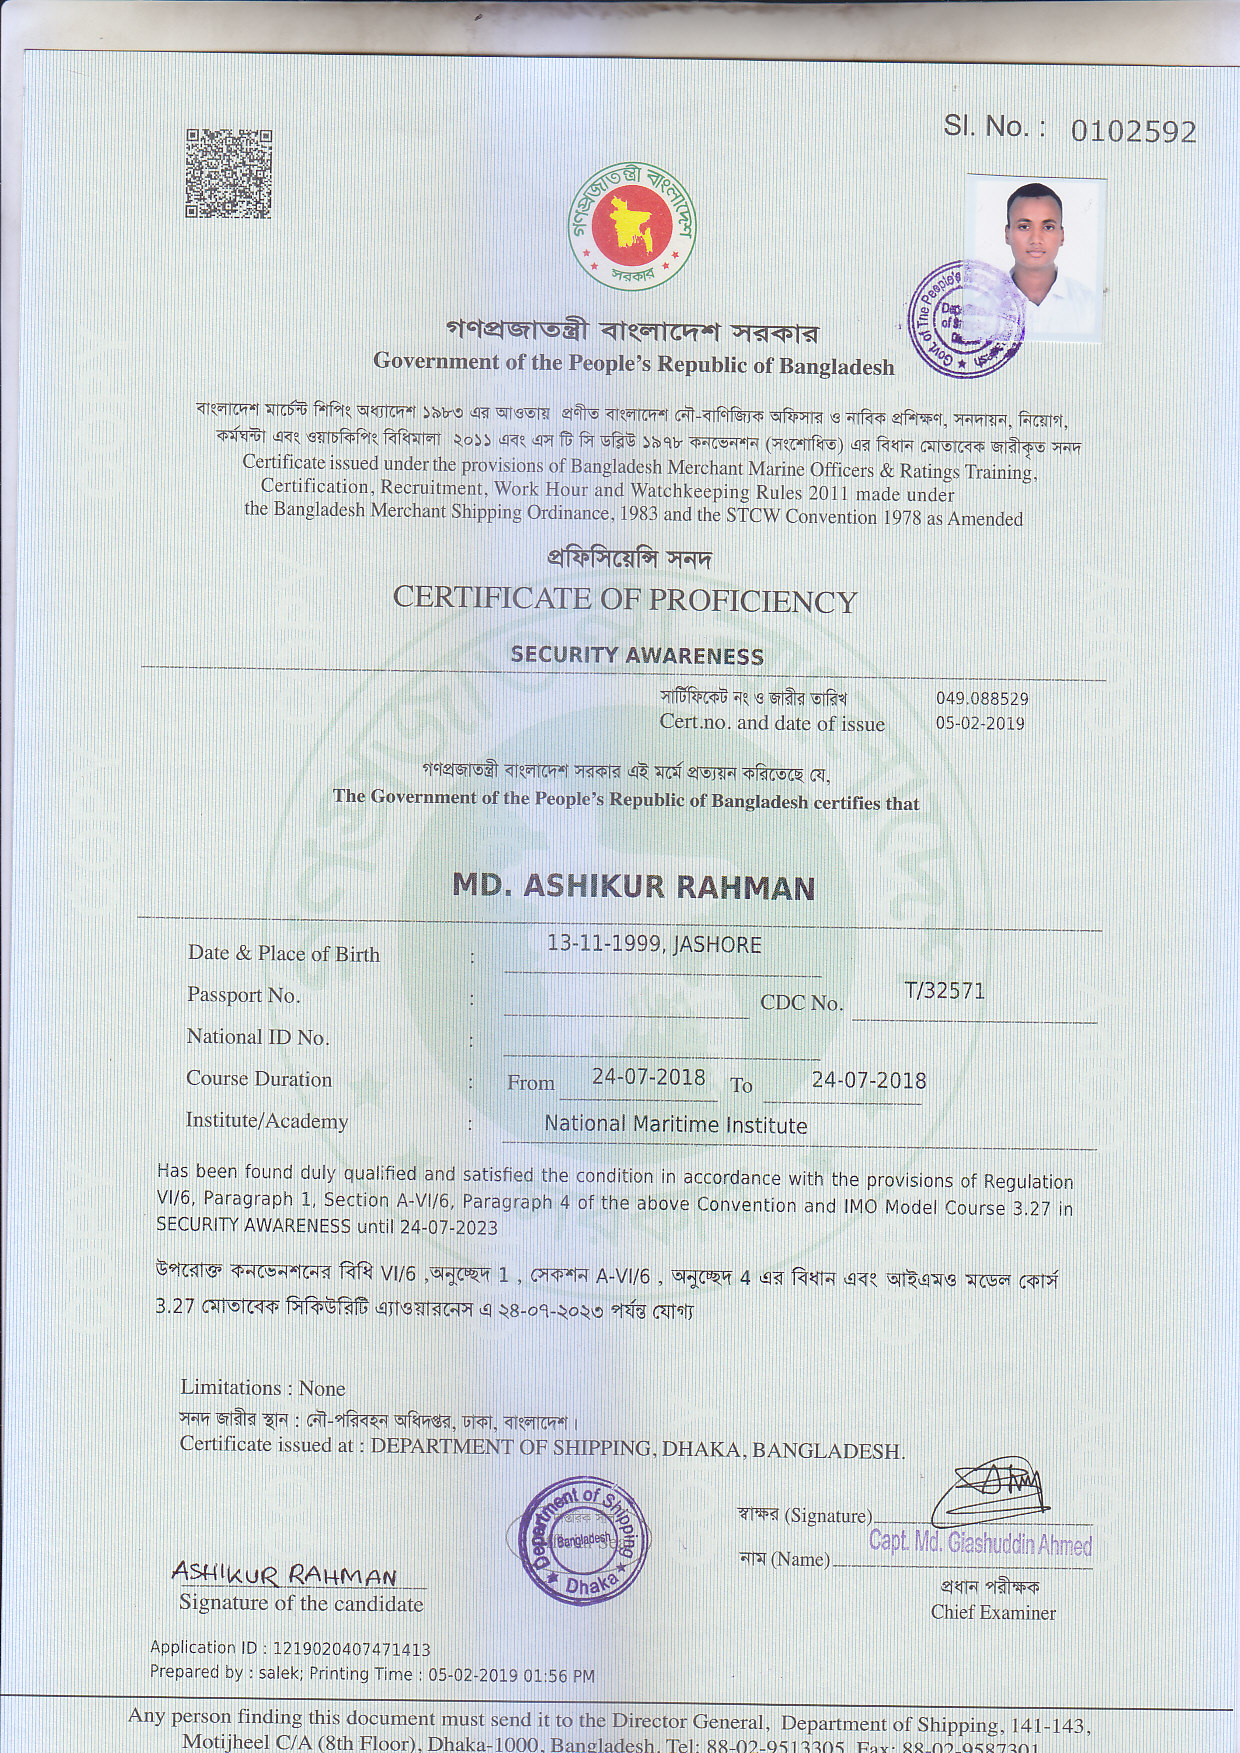 Sl. No. : 0102592
গণপ্রজাতন্ত্রী বাংলাদেশ
সরকার
Govt. of The People's
গণপ্রজাতন্ত্রী বাংলাদেশ সরকার
Government of the People's Republic of Bangladesh
বাংলাদেশ মার্চেন্ট শিপিং অধ্যাদেশ ১৯৮৩ এর আওতায় প্রণীত বাংলাদেশ নৌ-বাণিজ্যিক অফিসার ও নাবিক প্রশিক্ষণ, সনদায়ন, নিয়োগ,
কর্মঘন্টা এবং ওয়াচকিপিং বিধিমালা ২০১১ এবং এস টি সি ডব্লিউ ১৯৭৮ কনভেনশন (সংশোধিত) এর বিধান মোতাবেক জারীকৃত সনদ
Certificate issued under the provisions of Bangladesh Merchant Marine Officers & Ratings Training,
Certification, Recruitment, Work Hour and Watchkeeping Rules 2011 made under
the Bangladesh Merchant Shipping Ordinance, 1983 and the STCW Convention 1978 as Amended
প্রফিসিয়েন্সি সনদ
CERTIFICATE OF PROFICIENCY
SECURITY AWARENESS
সার্টিফিকেট নং ও জারীর তারিখ 049.088529
Cert.no. and date of issue 05-02-2019
গণপ্রজাতন্ত্রী বাংলাদেশ সরকার এই মর্মে প্রত্যয়ন করিতেছে যে,
The Government of the People's Republic of Bangladesh certifies that
MD. ASHIKUR RAHMAN
Date & Place of Birth : 13-11-1999, JASHORE
Passport No. : CDC No. T/32571
National ID No. :
Course Duration : From 24-07-2018 To 24-07-2018
Institute/Academy : National Maritime Institute
Has been found duly qualified and satisfied the condition in accordance with the provisions of Regulation
VI/6, Paragraph 1, Section A-VI/6, Paragraph 4 of the above Convention and IMO Model Course 3.27 in
SECURITY AWARENESS until 24-07-2023
উপরোক্ত কনভেনশনের বিধি VI/6 ,অনুচ্ছেদ 1 , সেকশন A-VI/6 , অনুচ্ছেদ 4 এর বিধান এবং আইএমও মডেল কোর্স
3.27 মোতাবেক সিকিউরিটি এ্যাওয়ারনেস এ ২৪-০৭-২০২৩ পর্যন্ত যোগ্য
Limitations : None
সনদ জারীর স্থান : নৌ-পরিবহন অধিদপ্তর, ঢাকা, বাংলাদেশ।
Certificate issued at : DEPARTMENT OF SHIPPING, DHAKA, BANGLADESH.
Department of Shipping
Bangladesh
Dhaka
স্বাক্ষর (Signature)
নাম (Name) Capt. Md. Giashuddin Ahmed
প্রধান পরীক্ষক
Chief Examiner
ASHIKUR RAHMAN
Signature of the candidate
Application ID : 1219020407471413
Prepared by : salek; Printing Time : 05-02-2019 01:56 PM
Any person finding this document must send it to the Director General, Department of Shipping, 141-143,
Motijheel C/A (8th Floor), Dhaka-1000, Bangladesh. Tel: 88-02-9513305, Fax: 88-02-9587301